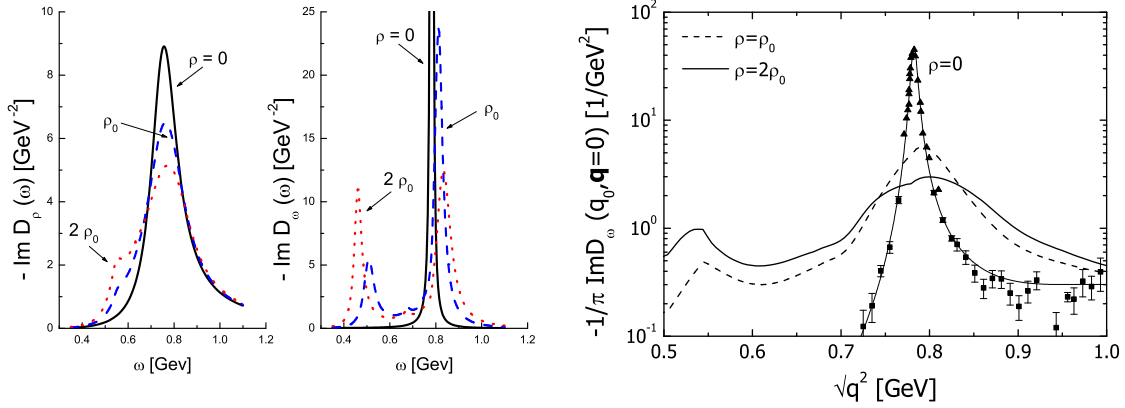 - Im D_ρ (ω) [GeV^-2]
10
8
6
4
2
0
0.4 0.6 0.8 1.0 1.2
ω [Gev]
ρ = 0
ρ_0
2 ρ_0
- Im D_ω (ω) [GeV^-2]
25
20
15
10
5
0
0.4 0.6 0.8 1.0 1.2
ω [Gev]
ρ = 0
ρ_0
2 ρ_0
-1/π ImD_ω (q_0,q=0) [1/GeV^2]
10^2
10^1
10^0
10^-1
0.5 0.6 0.7 0.8 0.9 1.0
√q^2 [GeV]
ρ=ρ_0
ρ=2ρ_0
ρ=0